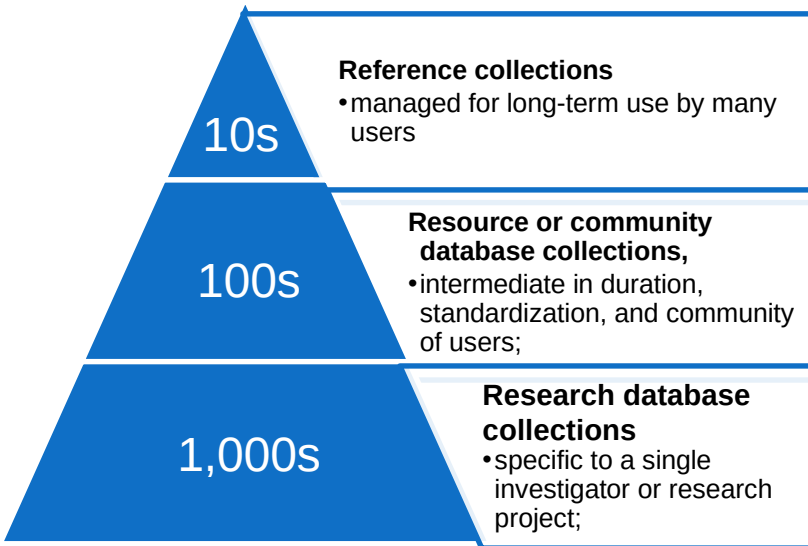 10s
Reference collections
•managed for long-term use by many
users
100s
Resource or community
database collections,
•intermediate in duration,
standardization, and community
of users;
1,000s
Research database
collections
•specific to a single
investigator or research
project;